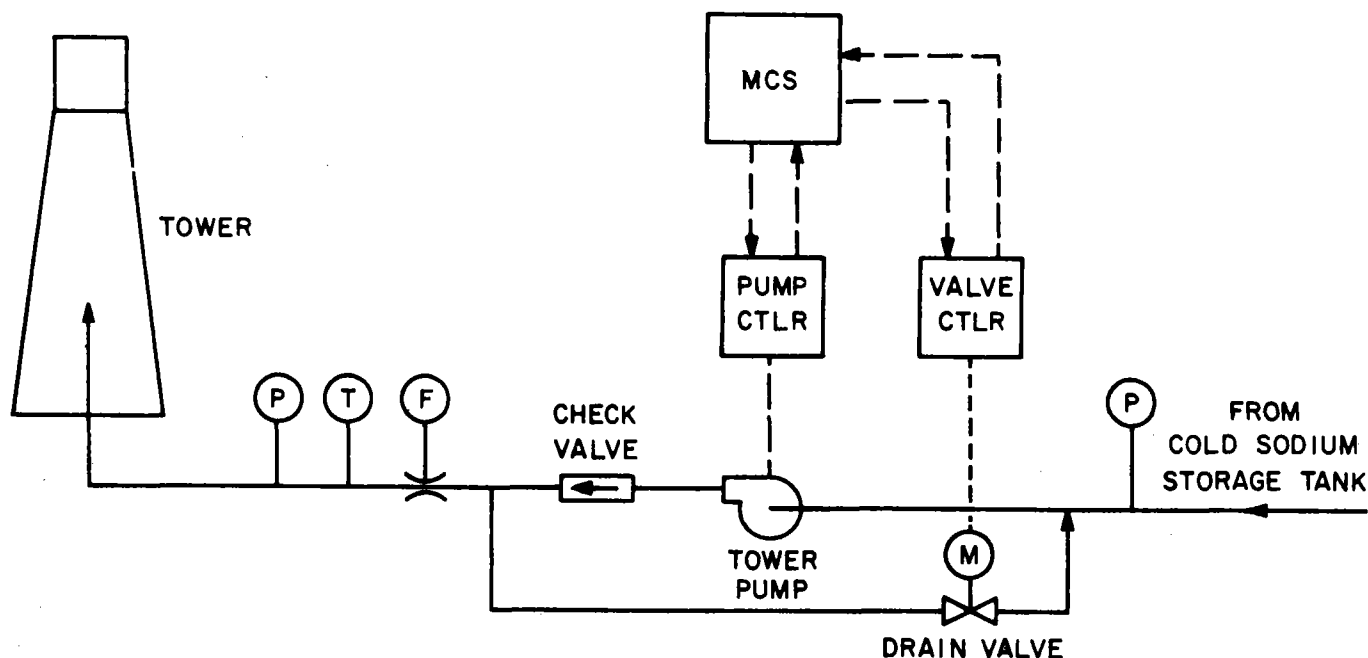 MCS
TOWER
PUMP
CTLR
VALVE
CTLR
P
T
F
CHECK
VALVE
P
FROM
COLD SODIUM
STORAGE TANK
TOWER
PUMP
M
DRAIN VALVE